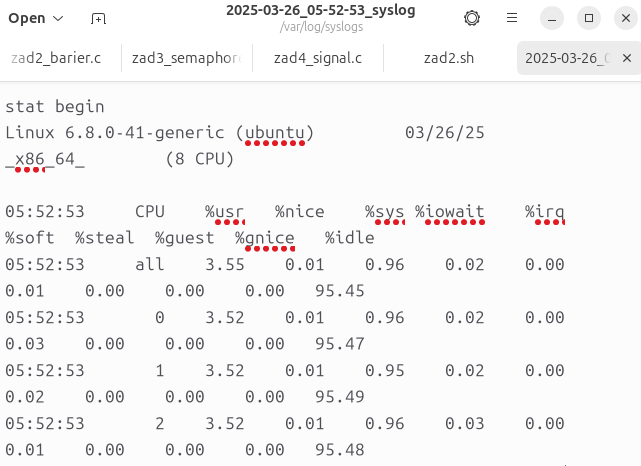 Open
2025-03-26_05-52-53_syslog
/var/log/syslogs
zad2_barier.c zad3_semaphor zad4_signal.c zad2.sh 2025-03-26_0
stat begin
Linux 6.8.0-41-generic (ubuntu) 03/26/25
_x86_64_ (8 CPU)
05:52:53 CPU %usr %nice %sys %iowait %irq
%soft %steal %guest %gnice %idle
05:52:53 all 3.55 0.01 0.96 0.02 0.00
0.01 0.00 0.00 0.00 95.45
05:52:53 0 3.52 0.01 0.96 0.02 0.00
0.03 0.00 0.00 0.00 95.47
05:52:53 1 3.52 0.01 0.95 0.02 0.00
0.02 0.00 0.00 0.00 95.49
05:52:53 2 3.52 0.01 0.96 0.03 0.00
0.01 0.00 0.00 0.00 95.48